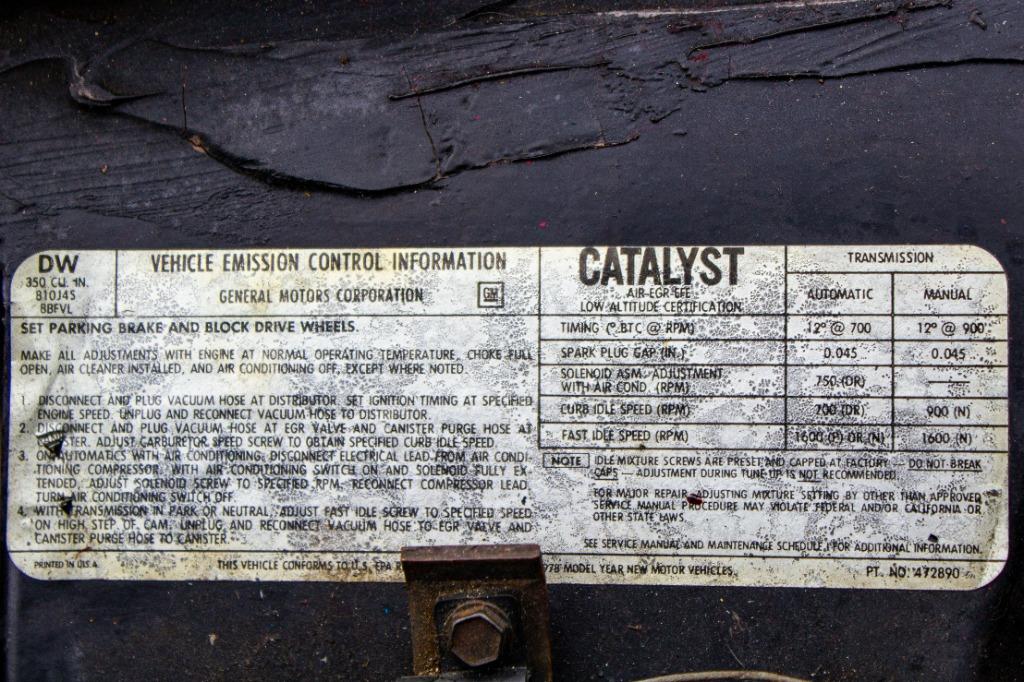 DW
350 CU. IN.
810J4S
8BFVL
VEHICLE EMISSION CONTROL INFORMATION
GENERAL MOTORS CORPORATION
GM
SET PARKING BRAKE AND BLOCK DRIVE WHEELS.
MAKE ALL ADJUSTMENTS WITH ENGINE AT NORMAL OPERATING TEMPERATURE, CHOKE FULL
OPEN, AIR CLEANER INSTALLED, AND AIR CONDITIONING OFF, EXCEPT WHERE NOTED.
1. DISCONNECT AND PLUG VACUUM HOSE AT DISTRIBUTOR. SET IGNITION TIMING AT SPECIFIED
ENGINE SPEED. UNPLUG AND RECONNECT VACUUM HOSE TO DISTRIBUTOR.
2. DISCONNECT AND PLUG VACUUM HOSE AT EGR VALVE AND CANISTER PURGE HOSE AT
STER. ADJUST CARBURETOR SPEED SCREW TO OBTAIN SPECIFIED CURB IDLE SPEED.
3. ON AUTOMATICS WITH AIR CONDITIONING: DISCONNECT ELECTRICAL LEAD FROM AIR CONDI-
TIONING COMPRESSOR. WITH AIR CONDITIONING SWITCH ON AND SOLENOID FULLY EX-
TENDED, ADJUST SOLENOID SCREW TO SPECIFIED RPM. RECONNECT COMPRESSOR LEAD.
TURN AIR CONDITIONING SWITCH OFF.
4. WITH TRANSMISSION IN PARK OR NEUTRAL, ADJUST FAST IDLE SCREW TO SPECIFIED SPEED
ON HIGH STEP OF CAM. UNPLUG AND RECONNECT VACUUM HOSE TO EGR VALVE AND
CANISTER PURGE HOSE TO CANISTER.
CATALYST
AIR-EGR-EFE
LOW ALTITUDE CERTIFICATION
TRANSMISSION
AUTOMATIC MANUAL
TIMING (° BTC @ RPM) 12° @ 700 12° @ 900
SPARK PLUG GAP (IN.) 0.045 0.045
SOLENOID ASM. ADJUSTMENT
WITH AIR COND. (RPM) 750 (DR) ——
CURB IDLE SPEED (RPM) 700 (DR) 900 (N)
FAST IDLE SPEED (RPM) 1600 (P) OR (N) 1600 (N)
NOTE IDLE MIXTURE SCREWS ARE PRESET AND CAPPED AT FACTORY — DO NOT BREAK
CAPS — ADJUSTMENT DURING TUNE-UP IS NOT RECOMMENDED.
FOR MAJOR REPAIR, ADJUSTING MIXTURE SETTING BY OTHER THAN APPROVED
SERVICE MANUAL PROCEDURE MAY VIOLATE FEDERAL AND/OR CALIFORNIA OR
OTHER STATE LAWS.
SEE SERVICE MANUAL AND MAINTENANCE SCHEDULE FOR ADDITIONAL INFORMATION.
PRINTED IN U.S.A. THIS VEHICLE CONFORMS TO U.S. EPA 978 MODEL YEAR NEW MOTOR VEHICLES. PT. NO. 472890